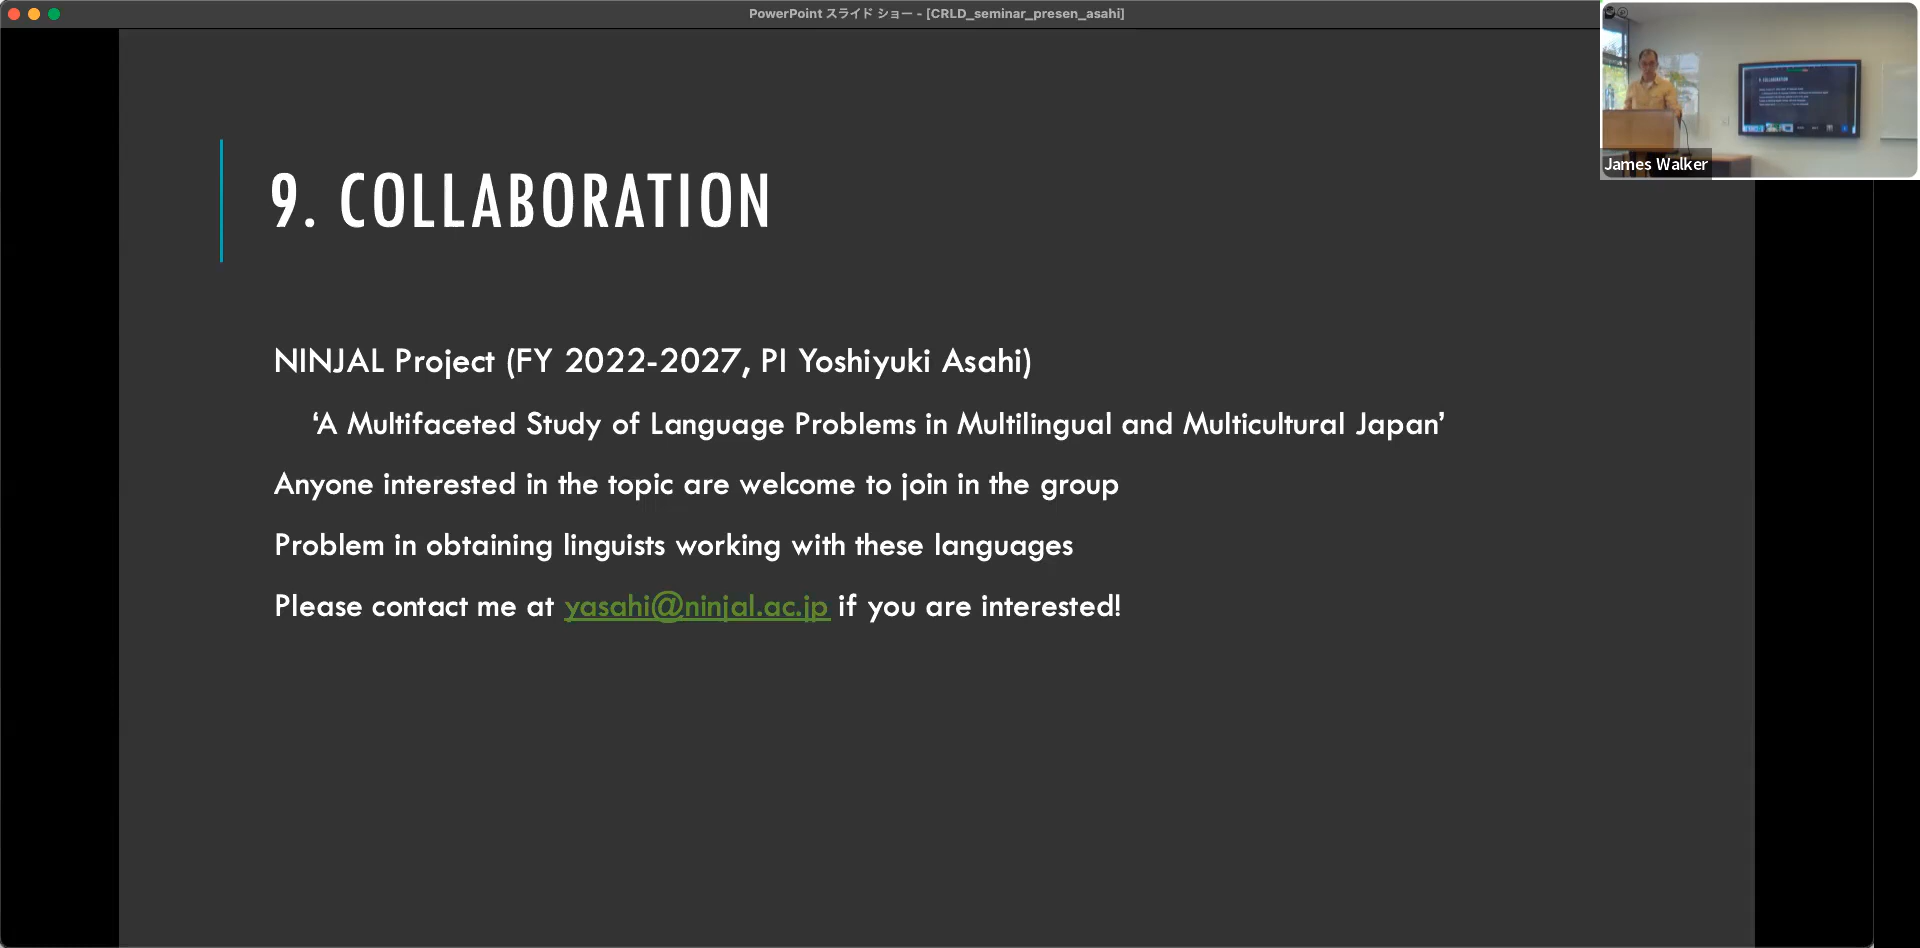 PowerPoint スライド ショー - [CRLD_seminar_presen_asahi]
James Walker
9. COLLABORATION
NINJAL Project (FY 2022-2027, PI Yoshiyuki Asahi)
‘A Multifaceted Study of Language Problems in Multilingual and Multicultural Japan’
Anyone interested in the topic are welcome to join in the group
Problem in obtaining linguists working with these languages
Please contact me at yasahi@ninjal.ac.jp if you are interested!